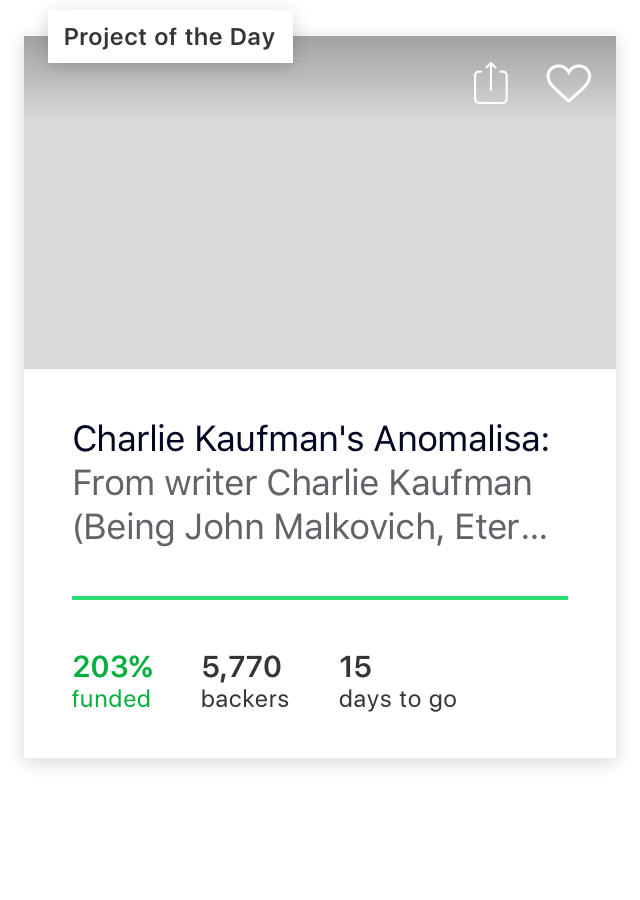 Project of the Day
Charlie Kaufman's Anomalisa:
From writer Charlie Kaufman
(Being John Malkovich, Eter...
203% 5,770 15
funded backers days to go